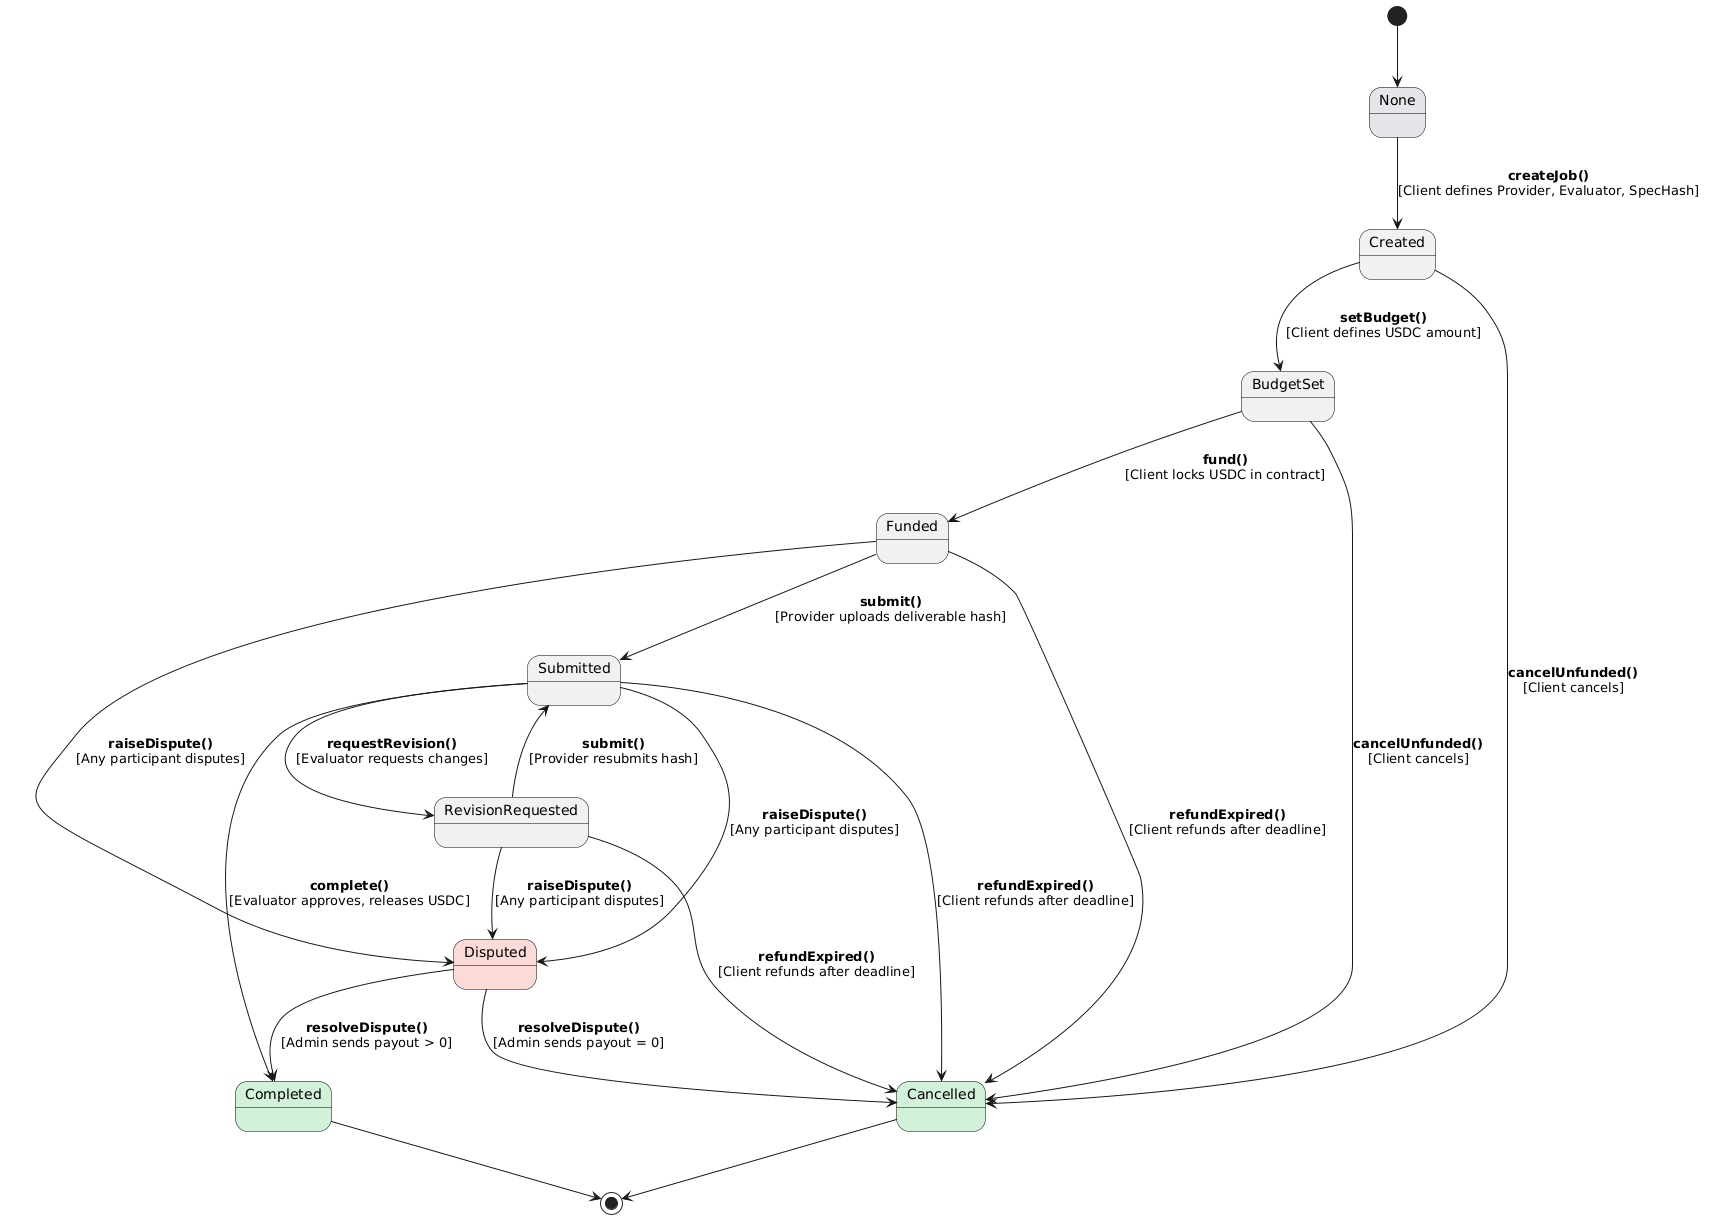 None
createJob()
[Client defines Provider, Evaluator, SpecHash]
Created
setBudget()
[Client defines USDC amount]
BudgetSet
fund()
[Client locks USDC in contract]
Funded
submit()
[Provider uploads deliverable hash]
Submitted
cancelUnfunded()
[Client cancels]
raiseDispute()
[Any participant disputes]
requestRevision()
[Evaluator requests changes]
submit()
[Provider resubmits hash]
cancelUnfunded()
[Client cancels]
RevisionRequested
raiseDispute()
[Any participant disputes]
refundExpired()
[Client refunds after deadline]
complete()
[Evaluator approves, releases USDC]
raiseDispute()
[Any participant disputes]
refundExpired()
[Client refunds after deadline]
Disputed
refundExpired()
[Client refunds after deadline]
resolveDispute()
[Admin sends payout > 0]
resolveDispute()
[Admin sends payout = 0]
Completed
Cancelled